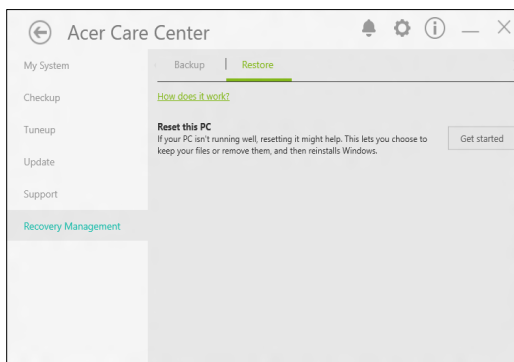 Acer Care Center
My System
Checkup
Tuneup
Update
Support
Recovery Management
Backup | Restore
How does it work?
Reset this PC
If your PC isn't running well, resetting it might help. This lets you choose to
keep your files or remove them, and then reinstalls Windows.
Get started